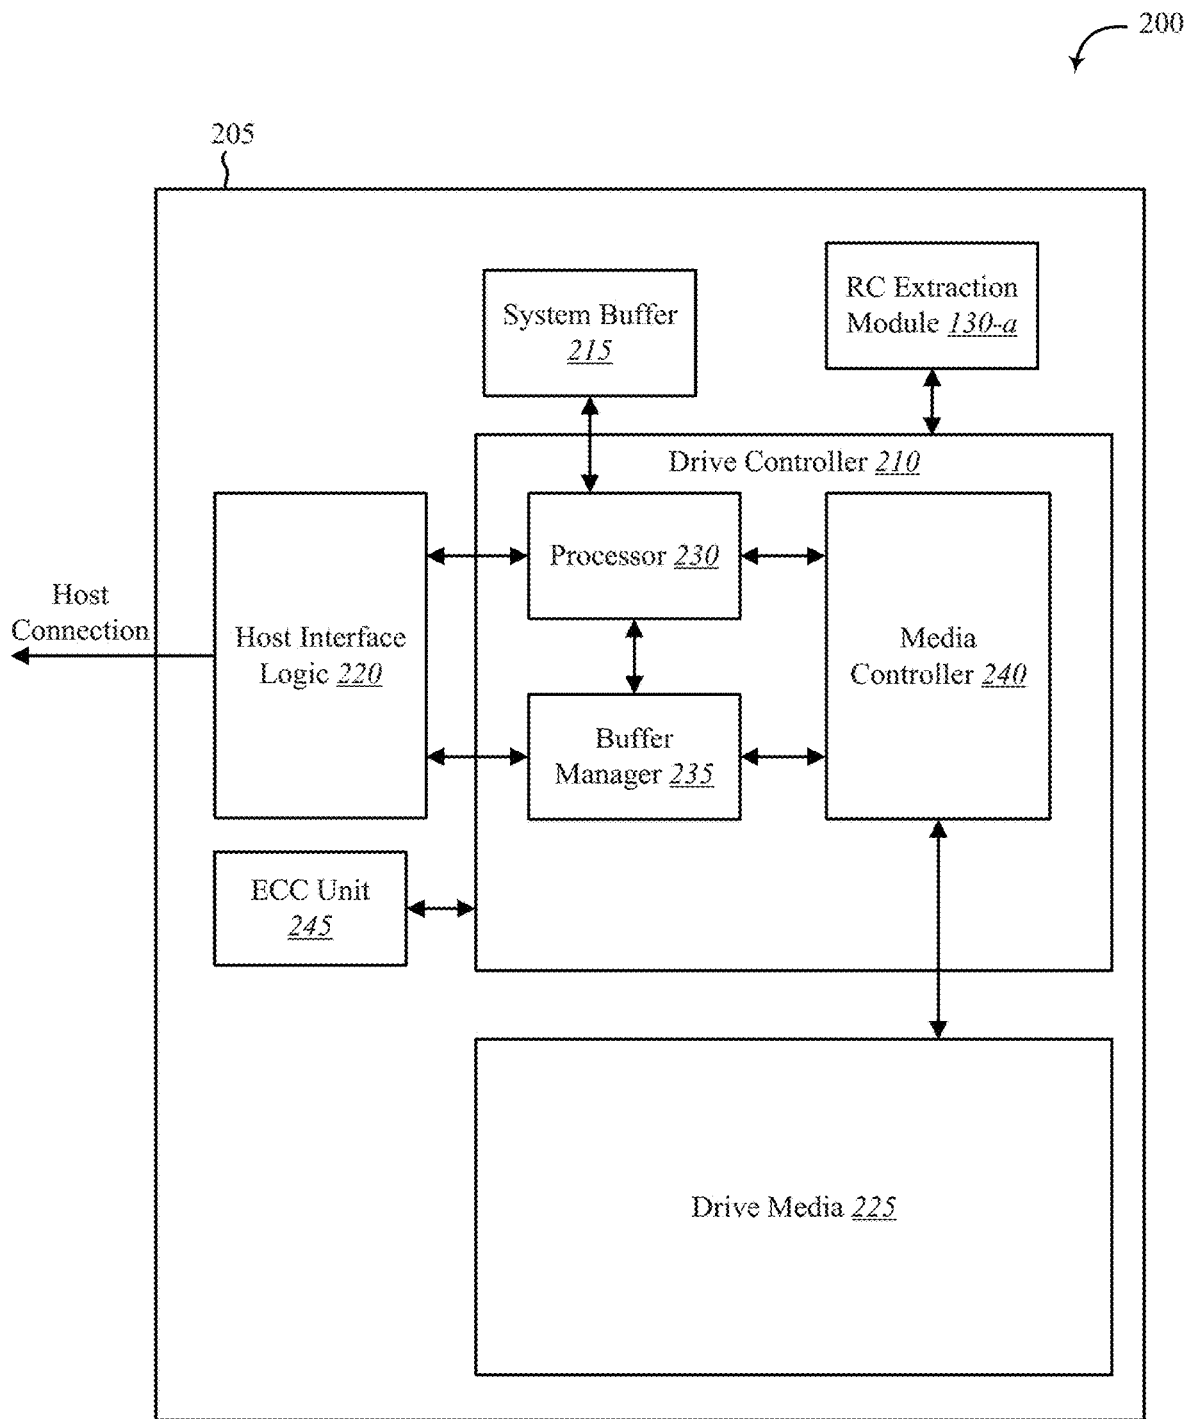 200
205
System Buffer
215
RC Extraction
Module 130-a
Drive Controller 210
Processor 230
Host
Connection
Host Interface
Logic 220
Media
Controller 240
Buffer
Manager 235
ECC Unit
245
Drive Media 225